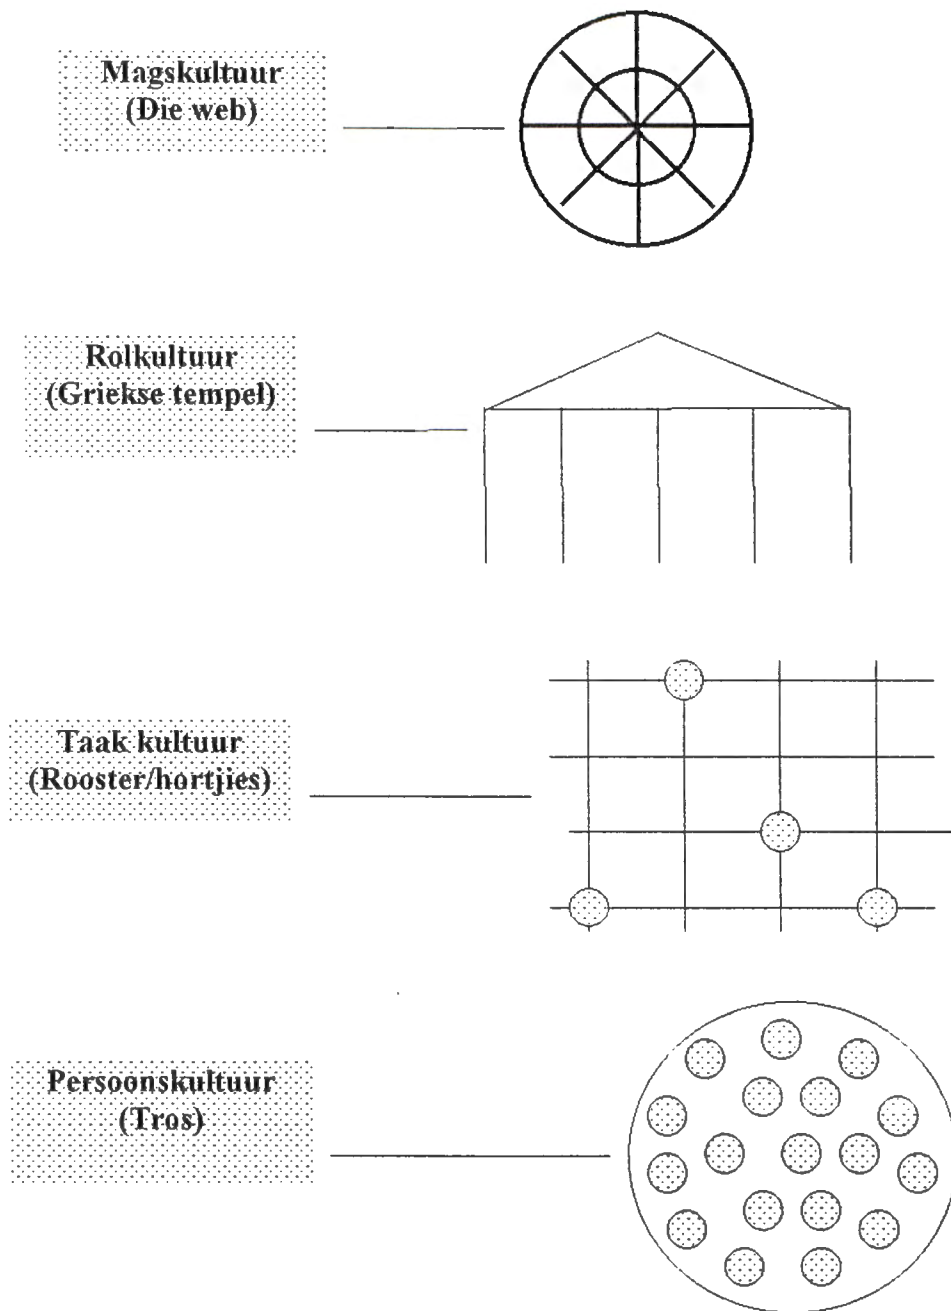 Magskultuur
(Die web)
Rolkultuur
(Griekse tempel)
Taak kultuur
(Rooster/hortjies)
Persoonskultuur
(Tros)